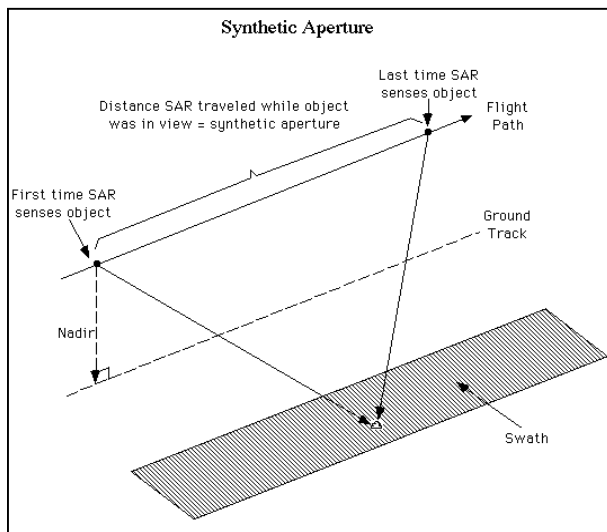 Synthetic Aperture
Last time SAR
senses object
Distance SAR traveled while object
was in view = synthetic aperture
Flight
Path
First time SAR
senses object
Ground
Track
Nadir
Swath